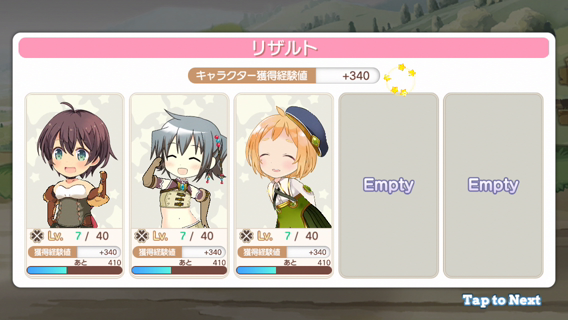 リザルト
キャラクター獲得経験値 +340
Lv. 7 / 40
獲得経験値 +340
あと 410
Lv. 7 / 40
獲得経験値 +340
あと 410
Lv. 7 / 40
獲得経験値 +340
あと 410
Empty
Empty
Tap to Next